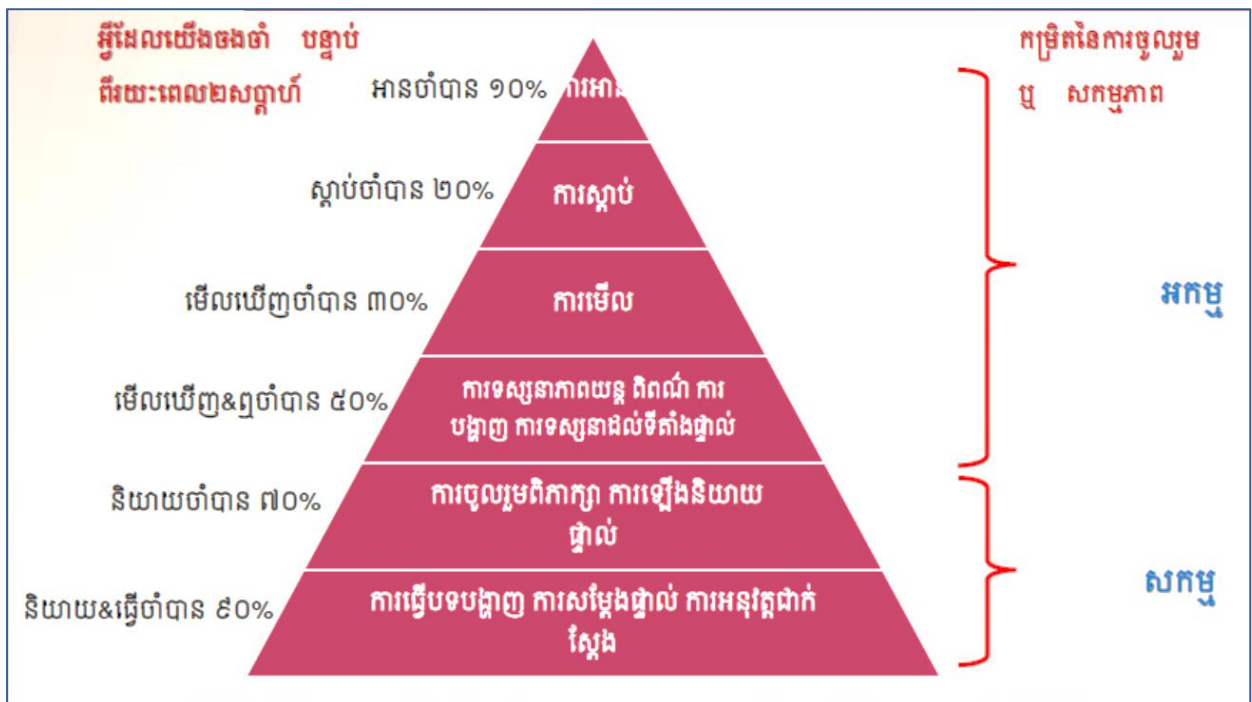 អ្វីដែលយើងចងចាំ បន្ទាប់
ពីរយៈពេល២សប្តាហ៍
កម្រិតនៃការចូលរួម
ឬ សកម្មភាព
អានចាំបាន ១០%
ការអាន
ស្តាប់ចាំបាន ២០%
ការស្តាប់
មើលឃើញចាំបាន ៣០%
ការមើល
អកម្ម
មើលឃើញ&ឮចាំបាន ៥០%
ការទស្សនាភាពយន្ត ពិពណ៌ ការ
បង្ហាញ ការទស្សនាដល់ទីតាំងផ្ទាល់
និយាយចាំបាន ៧០%
ការចូលរួមពិភាក្សា ការឡើងនិយាយ
ផ្ទាល់
សកម្ម
និយាយ&ធ្វើចាំបាន ៩០%
ការធ្វើបទបង្ហាញ ការសម្តែងផ្ទាល់ ការអនុវត្តជាក់
ស្តែង